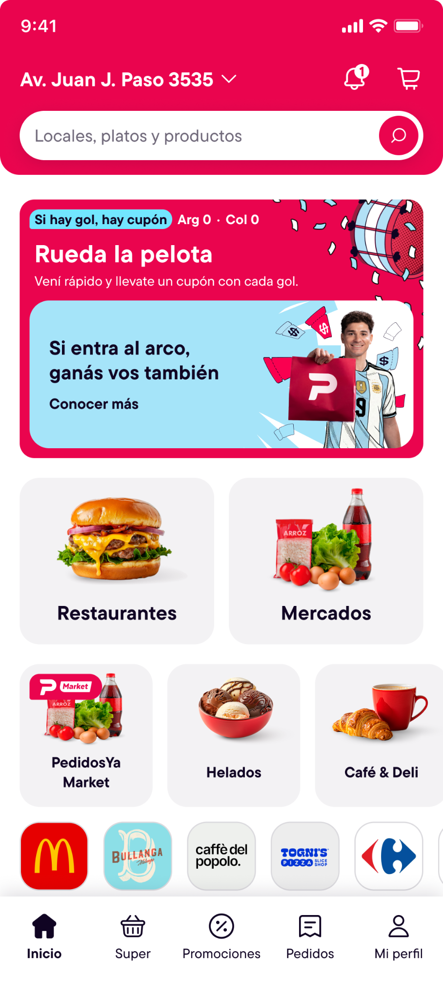 9:41
Av. Juan J. Paso 3535
1
Locales, platos y productos
Si hay gol, hay cupón Arg 0 · Col 0
Rueda la pelota
Vení rápido y llevate un cupón con cada gol.
Si entra al arco,
ganás vos también
Conocer más
$
$
$
9
ARROZ
Restaurantes
Mercados
Market
ARROZ
PedidosYa
Market
Helados
Café & Deli
B
BULLANGA
Milanga
caffè del
popolo.
TOGNI'S
PIZZA SLICE SHOP
Inicio
Super
Promociones
Pedidos
Mi perfil